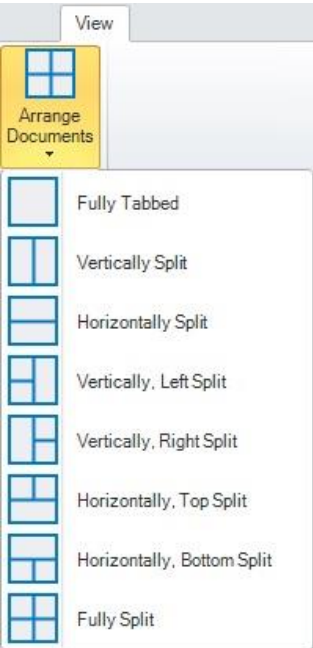 View
Arrange
Documents
Fully Tabbed
Vertically Split
Horizontally Split
Vertically, Left Split
Vertically, Right Split
Horizontally, Top Split
Horizontally, Bottom Split
Fully Split